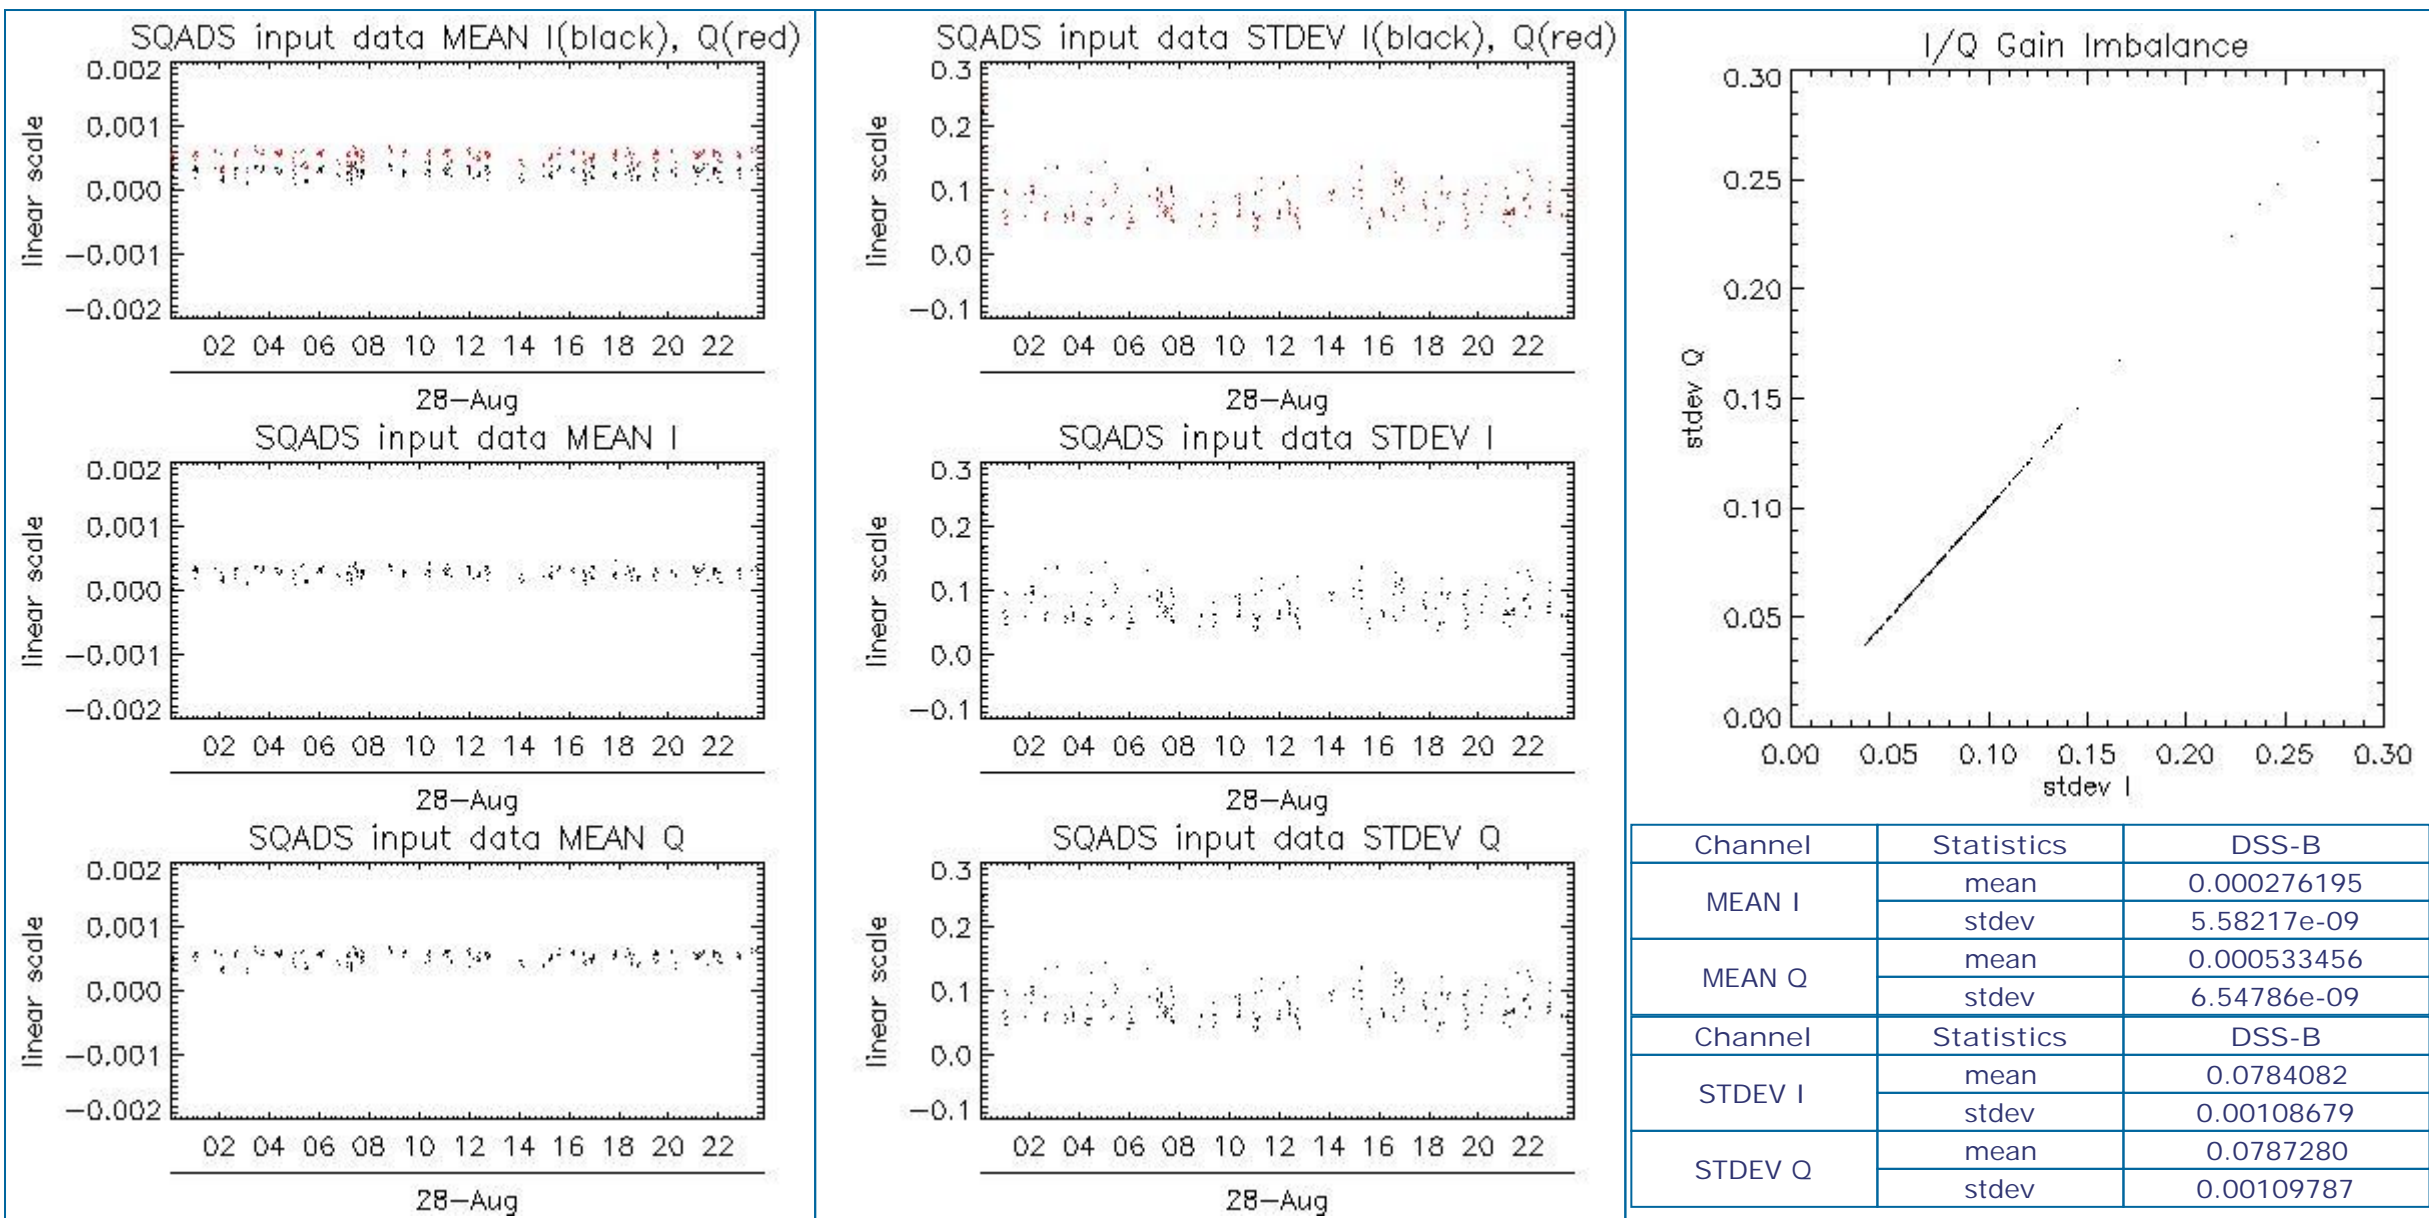 SQADS input data MEAN I(black), Q(red)
0.002
0.001
0.000
−0.001
−0.002
linear scale
02 04 06 08 10 12 14 16 18 20 22
28−Aug
SQADS input data MEAN I
0.002
0.001
0.000
−0.001
−0.002
linear scale
02 04 06 08 10 12 14 16 18 20 22
28−Aug
SQADS input data MEAN Q
0.002
0.001
0.000
−0.001
−0.002
linear scale
02 04 06 08 10 12 14 16 18 20 22
28−Aug
SQADS input data STDEV I(black), Q(red)
0.3
0.2
0.1
0.0
−0.1
linear scale
02 04 06 08 10 12 14 16 18 20 22
28−Aug
SQADS input data STDEV I
0.3
0.2
0.1
0.0
−0.1
linear scale
02 04 06 08 10 12 14 16 18 20 22
28−Aug
SQADS input data STDEV Q
0.3
0.2
0.1
0.0
−0.1
linear scale
02 04 06 08 10 12 14 16 18 20 22
28−Aug
I/Q Gain Imbalance
0.30
0.25
0.20
0.15
0.10
0.05
0.00
stdev Q
0.00 0.05 0.10 0.15 0.20 0.25 0.30
stdev I
Channel Statistics DSS-B
MEAN I mean 0.000276195
stdev 5.58217e-09
MEAN Q mean 0.000533456
stdev 6.54786e-09
Channel Statistics DSS-B
STDEV I mean 0.0784082
stdev 0.00108679
STDEV Q mean 0.0787280
stdev 0.00109787